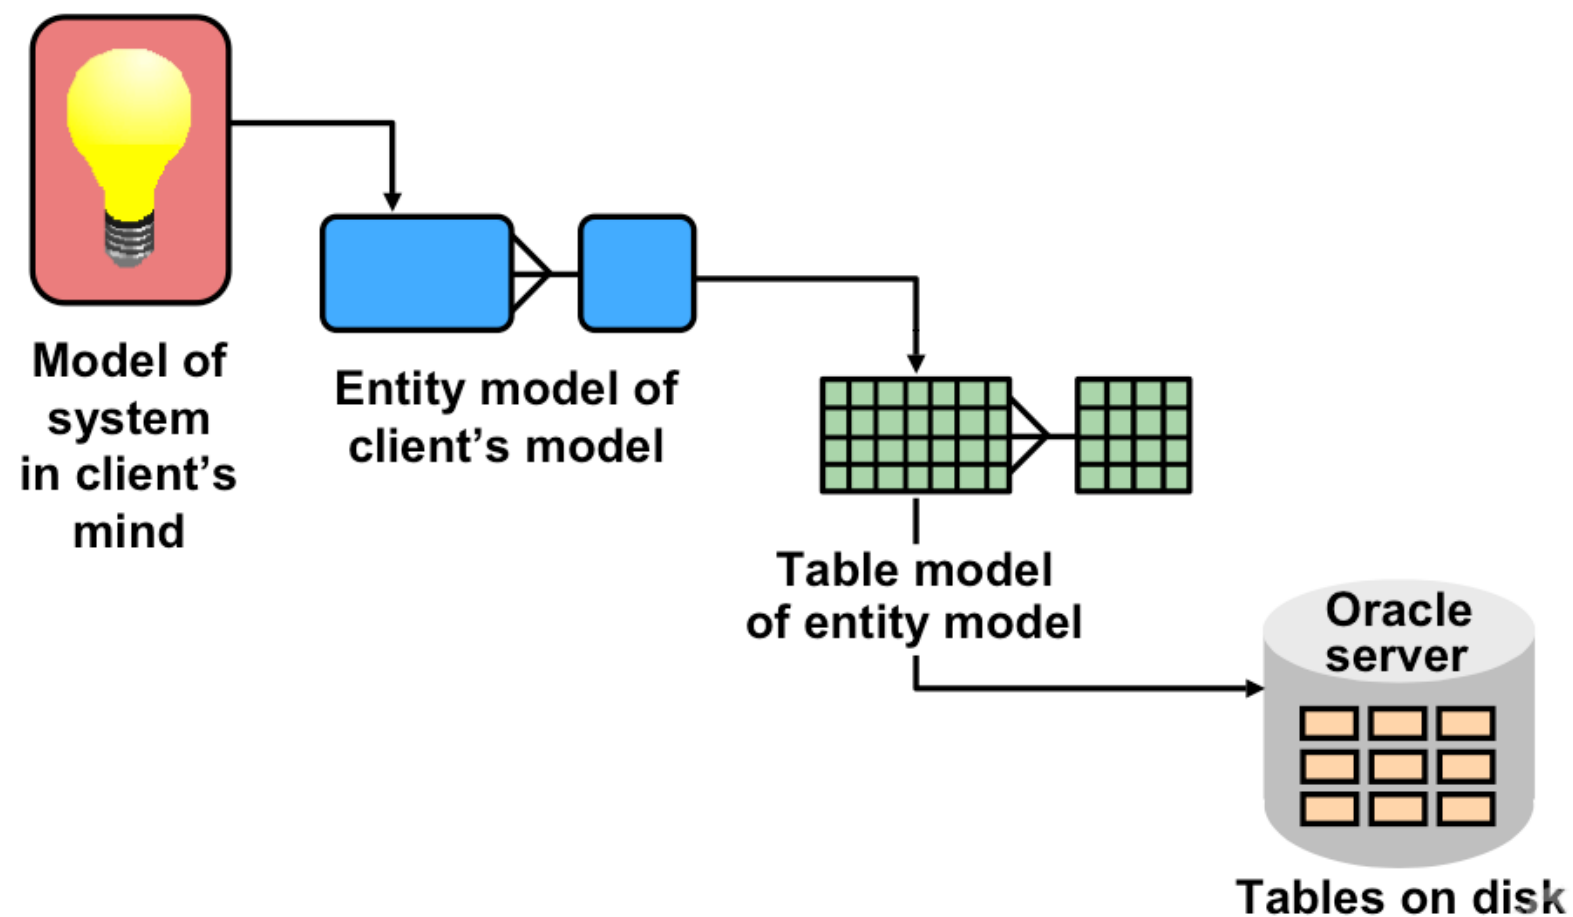 Model of
system
in client's
mind
Entity model of
client's model
Table model
of entity model
Oracle
server
Tables on disk